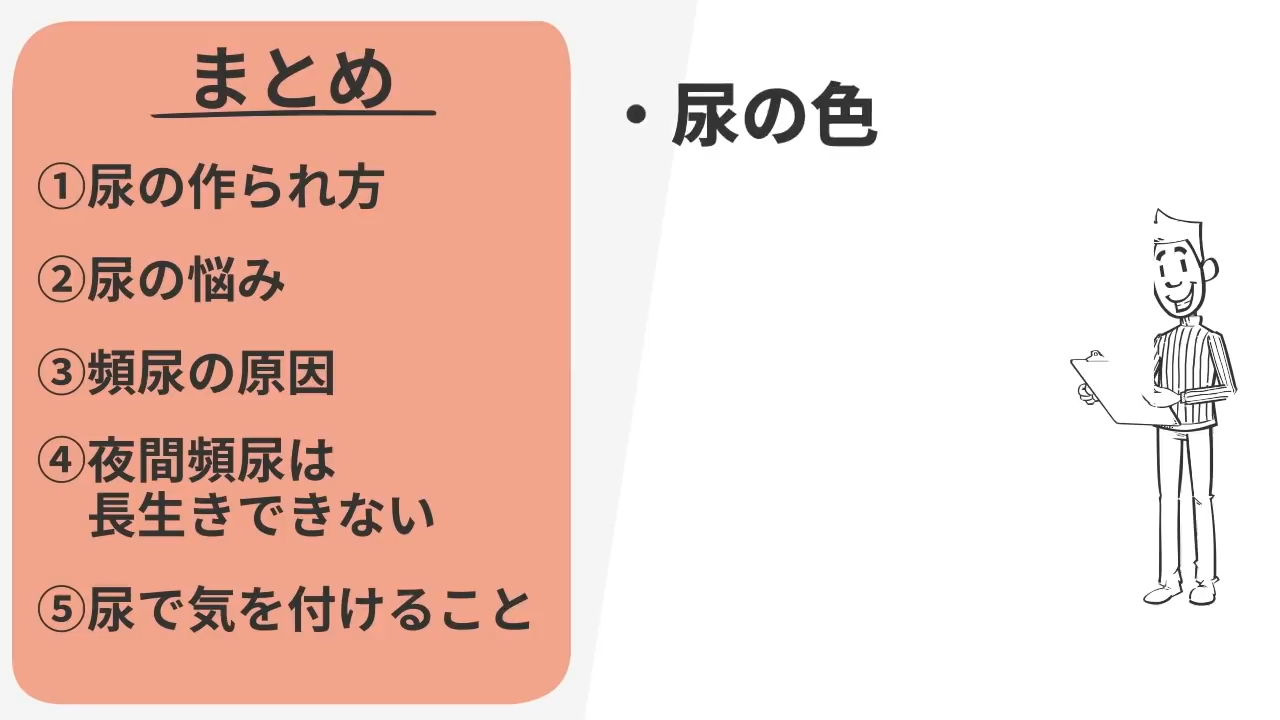 まとめ
①尿の作られ方
②尿の悩み
③頻尿の原因
④夜間頻尿は
長生きできない
⑤尿で気を付けること
・尿の色